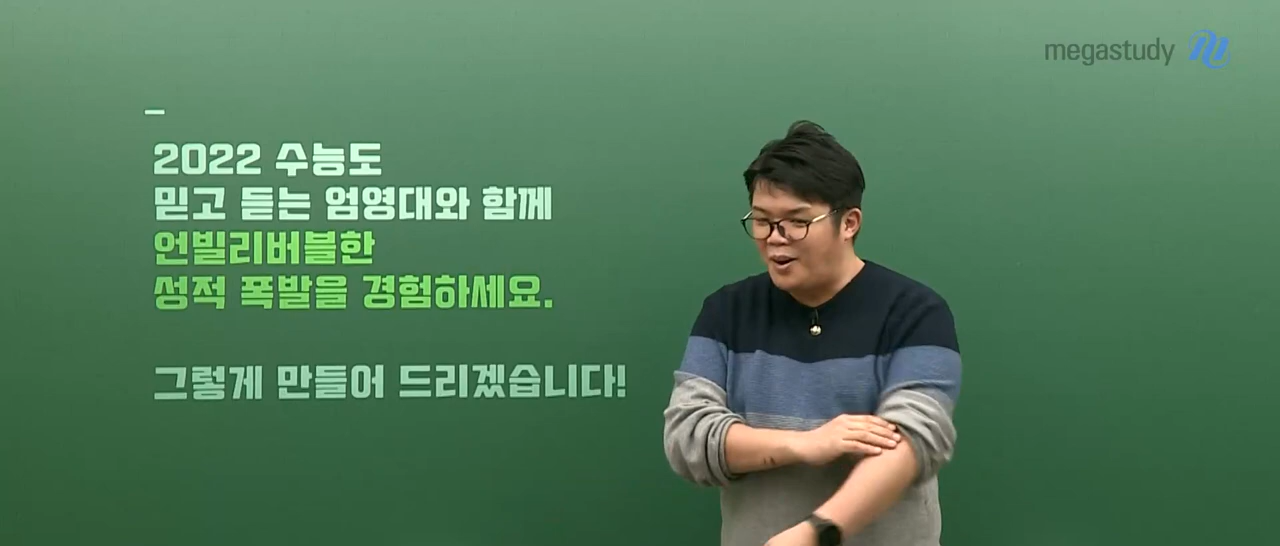 megastudy
2022 수능도
믿고 듣는 엄영대와 함께
언빌리버블한
성적 폭발을 경험하세요.
그렇게 만들어 드리겠습니다!